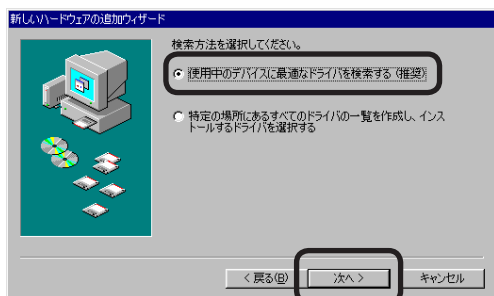 新しいハードウェアの追加ウィザード
検索方法を選択してください。
使用中のデバイスに最適なドライバを検索する（推奨）
特定の場所にあるすべてのドライバの一覧を作成し、インス
トールするドライバを選択する
< 戻る(B)
次へ >
キャンセル